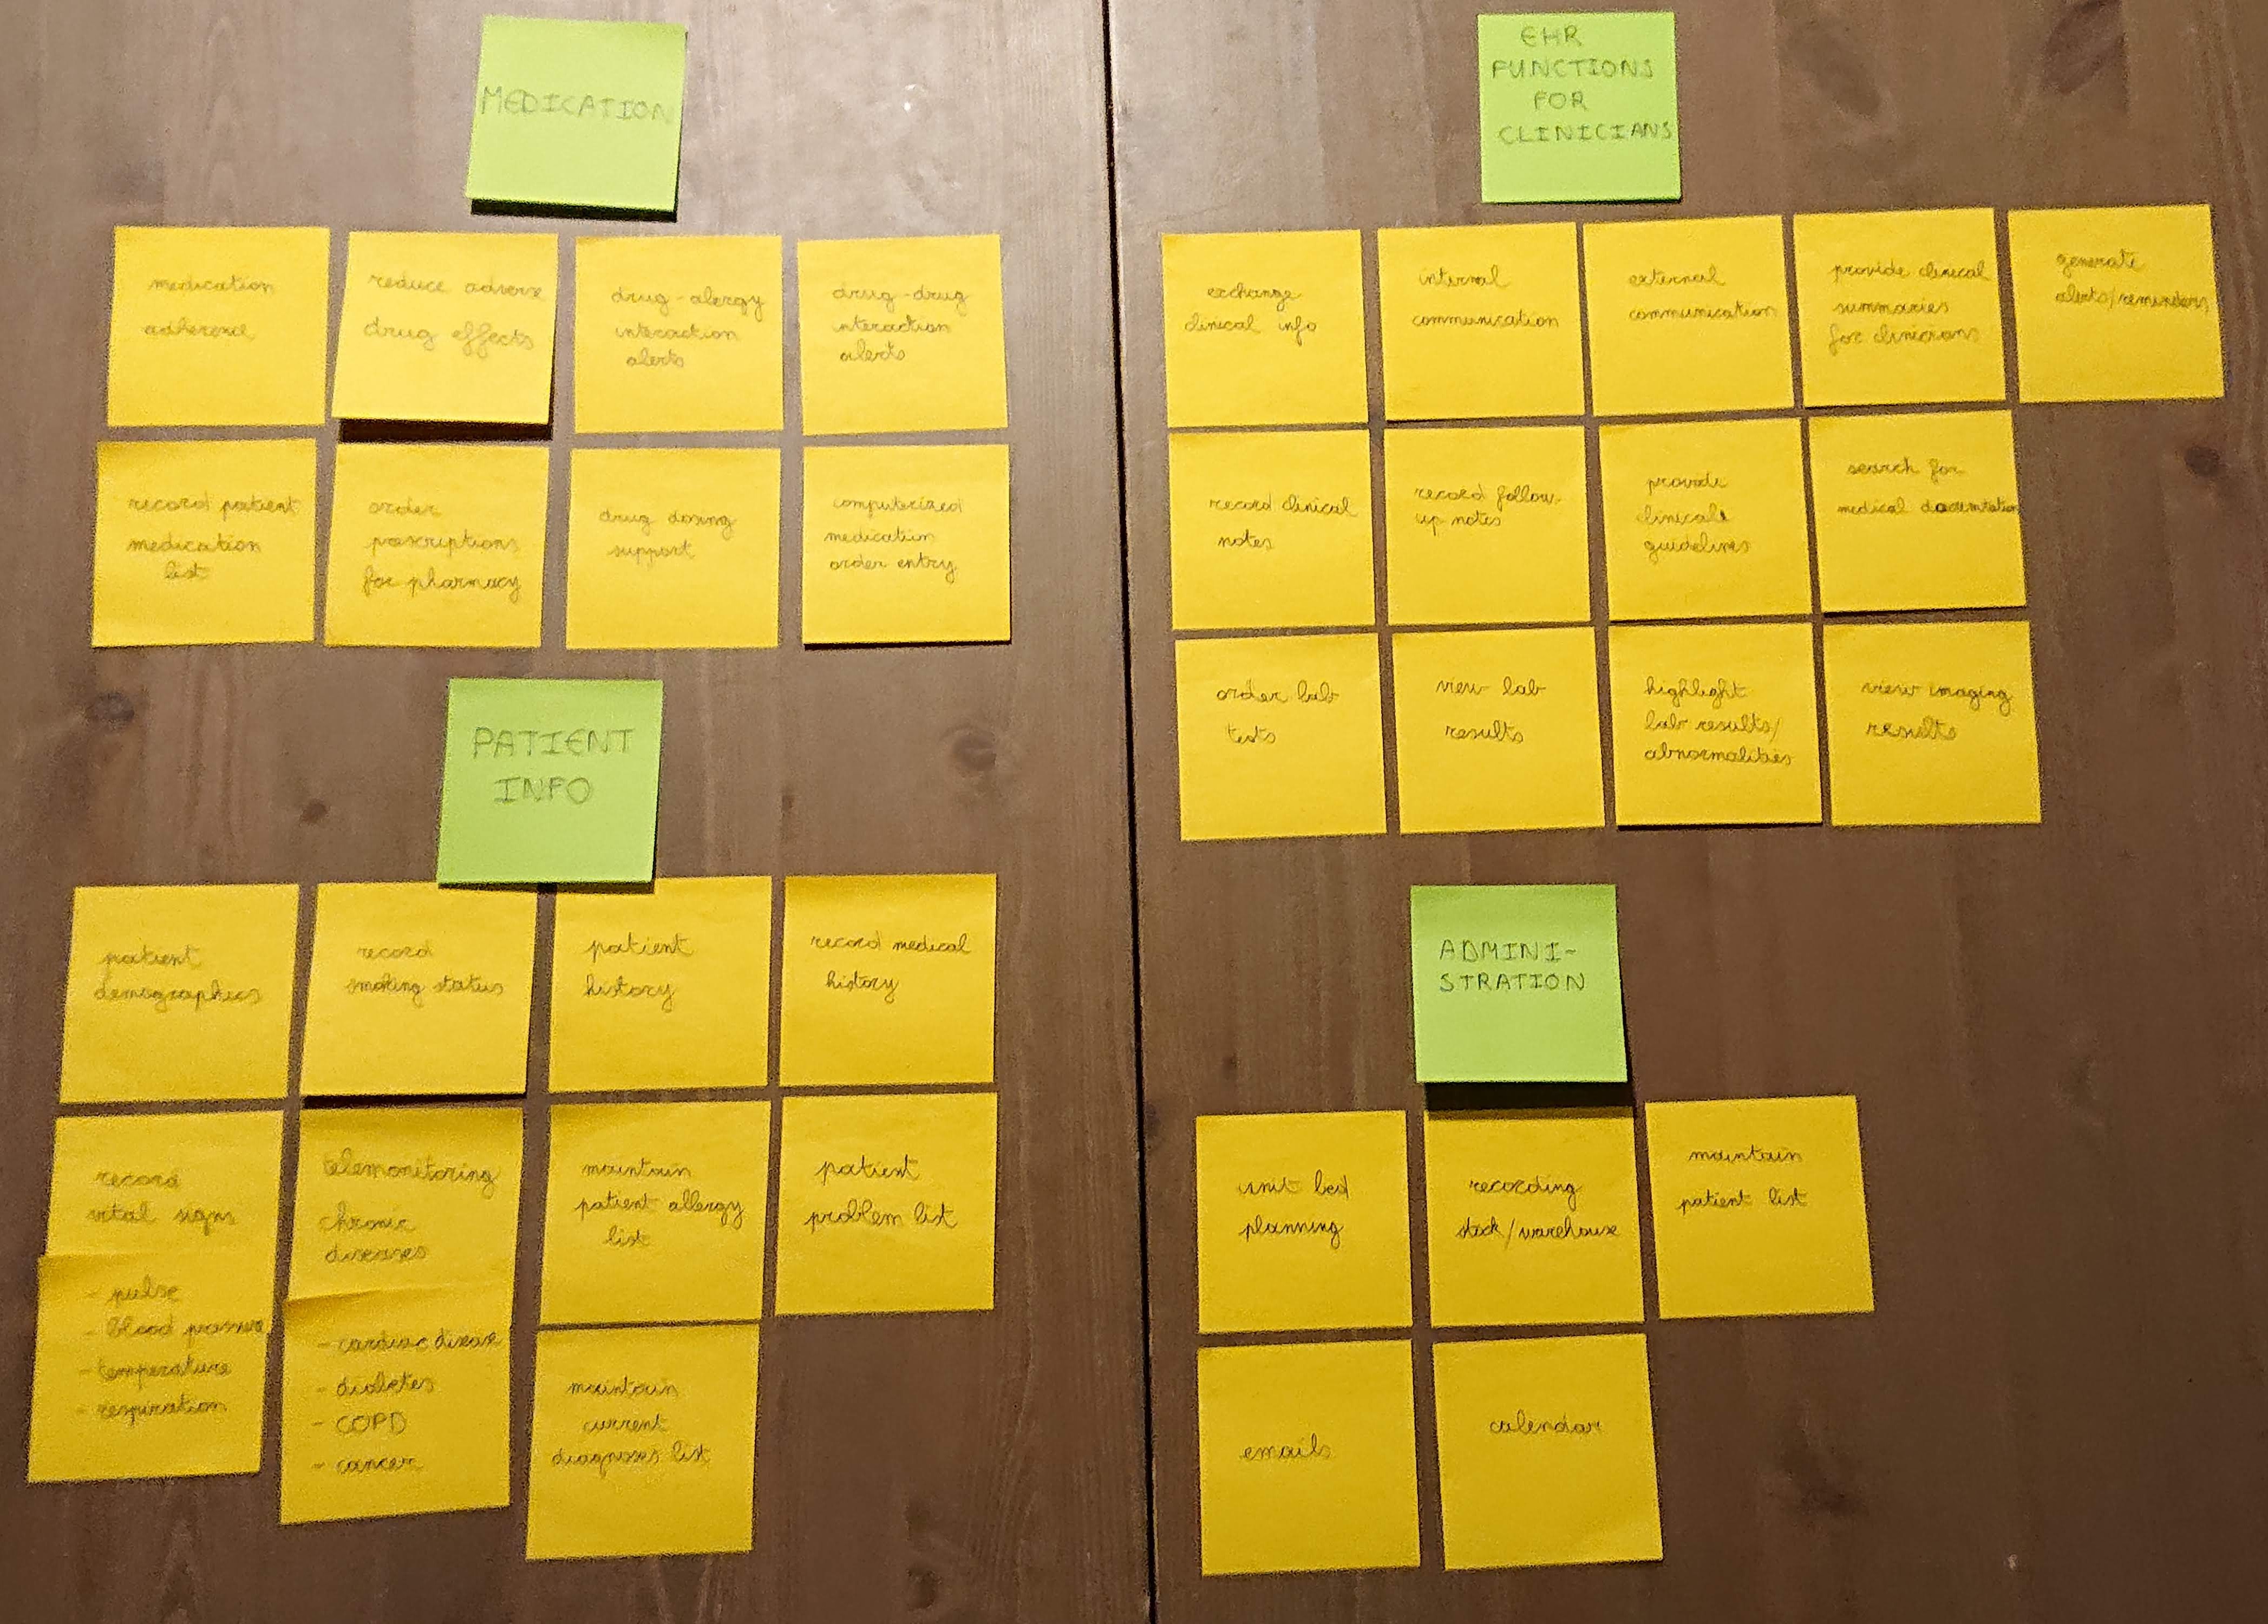 MEDICATION
medication
adherence
reduce adverse
drug effects
drug-alergy
interaction
alerts
drug-drug
interaction
alerts
record patient
medication
list
order
prescriptions
for pharmacy
drug dosing
support
computerized
medication
order entry
PATIENT
INFO
patient
demographics
record
smoking status
patient
history
record medical
history
record
vital signs
- pulse
- blood pressure
- temperature
- respiration
telemonitoring
chronic
diseases
- cardiac disease
- diabetes
- COPD
- cancer
maintain
patient allergy
list
patient
problem list
maintain
current
diagnoses list
EHR
FUNCTIONS
FOR
CLINICIANS
exchange
clinical info
internal
communication
external
communication
provide clinical
summaries
for clinicians
generate
alerts/reminders
record clinical
notes
record follow-
up notes
provide
clinical
guidelines
search for
medical documentation
order lab
tests
view lab
results
highlight
lab results/
abnormalities
view imaging
results
ADMINI-
STRATION
unit bed
planning
recording
stock/warehouse
maintain
patient list
emails
calendar